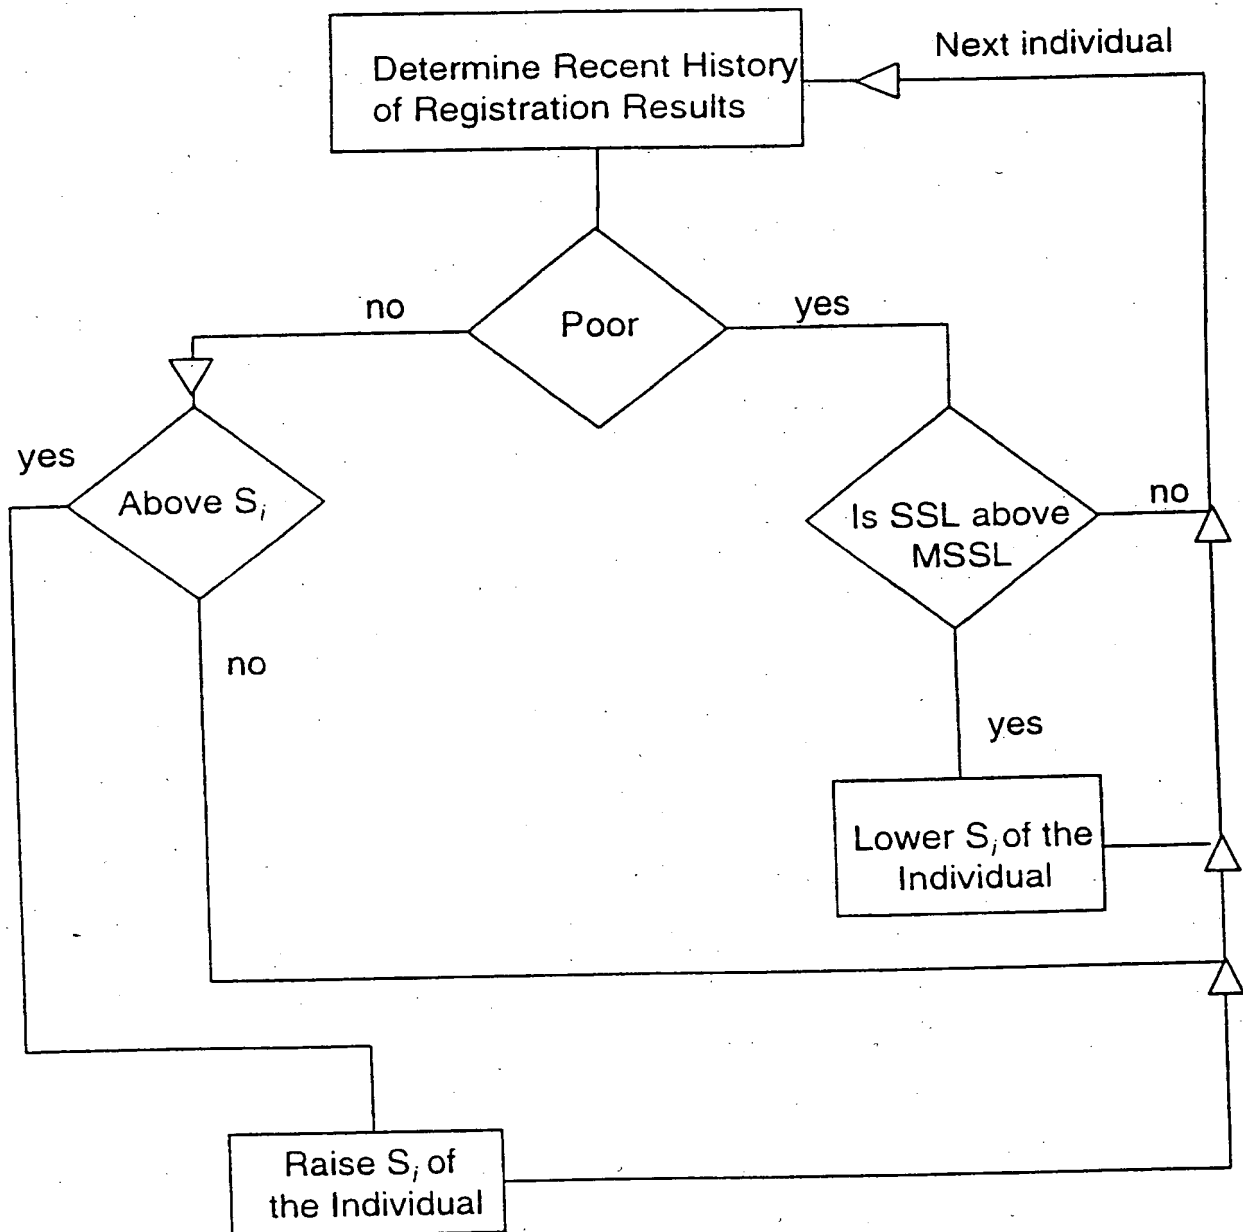 Next individual
Determine Recent History
of Registration Results
no
Poor
yes
yes
Above Si
Is SSL above
MSSL
no
no
yes
Lower Si of the
Individual
Raise Si of
the Individual